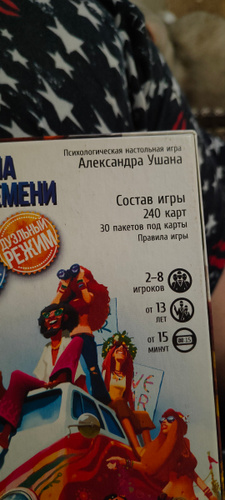 Психологическая настольная игра
Александра Ушана
ЕМЕНИ
ДУЭЛЬНЫЙ
РЕЖИМ
Состав игры
240 карт
30 пакетов под карты
Правила игры
2–8
игроков
от 13
лет
от 15
минут